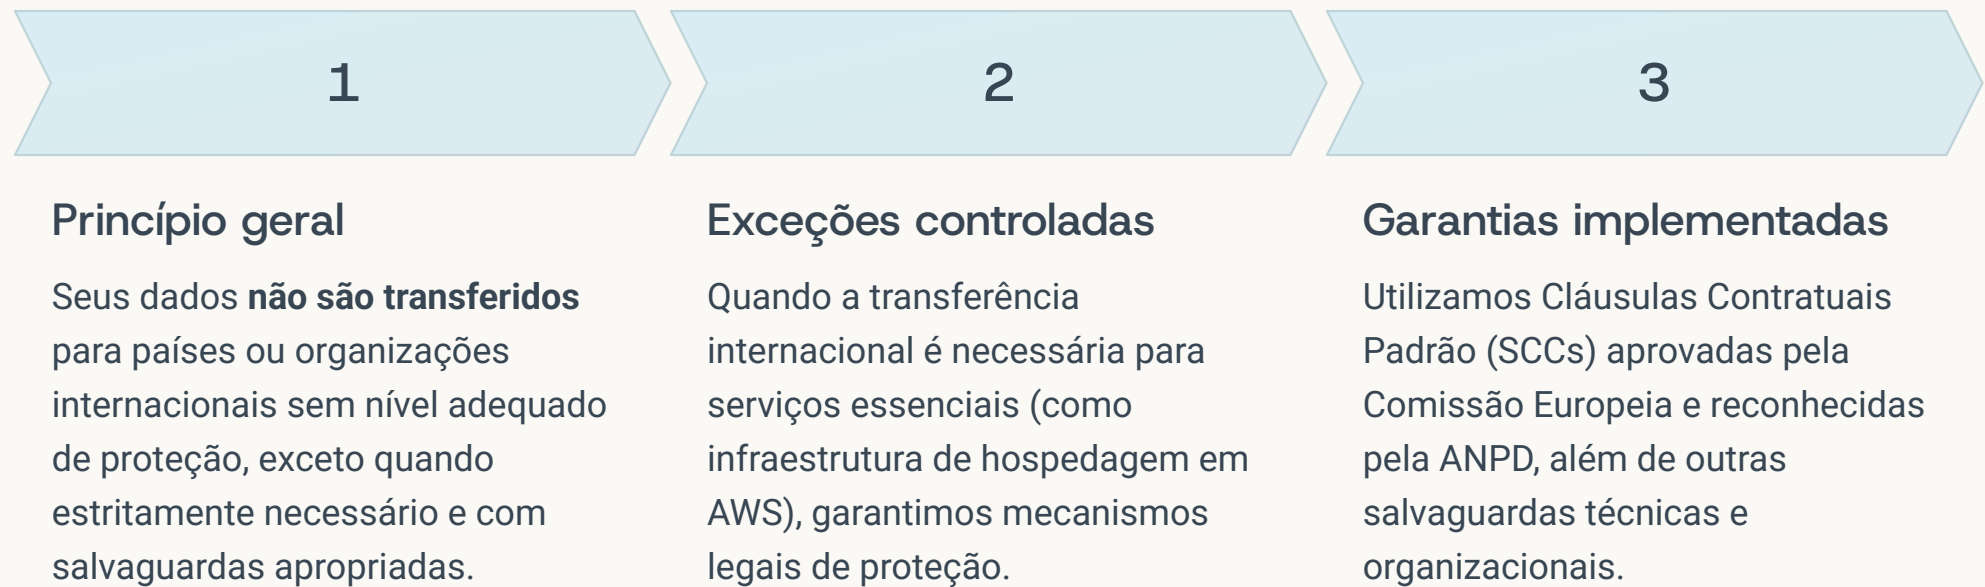 1
Princípio geral
Seus dados não são transferidos
para países ou organizações
internacionais sem nível adequado
de proteção, exceto quando
estritamente necessário e com
salvaguardas apropriadas.
2
Exceções controladas
Quando a transferência
internacional é necessária para
serviços essenciais (como
infraestrutura de hospedagem em
AWS), garantimos mecanismos
legais de proteção.
3
Garantias implementadas
Utilizamos Cláusulas Contratuais
Padrão (SCCs) aprovadas pela
Comissão Europeia e reconhecidas
pela ANPD, além de outras
salvaguardas técnicas e
organizacionais.